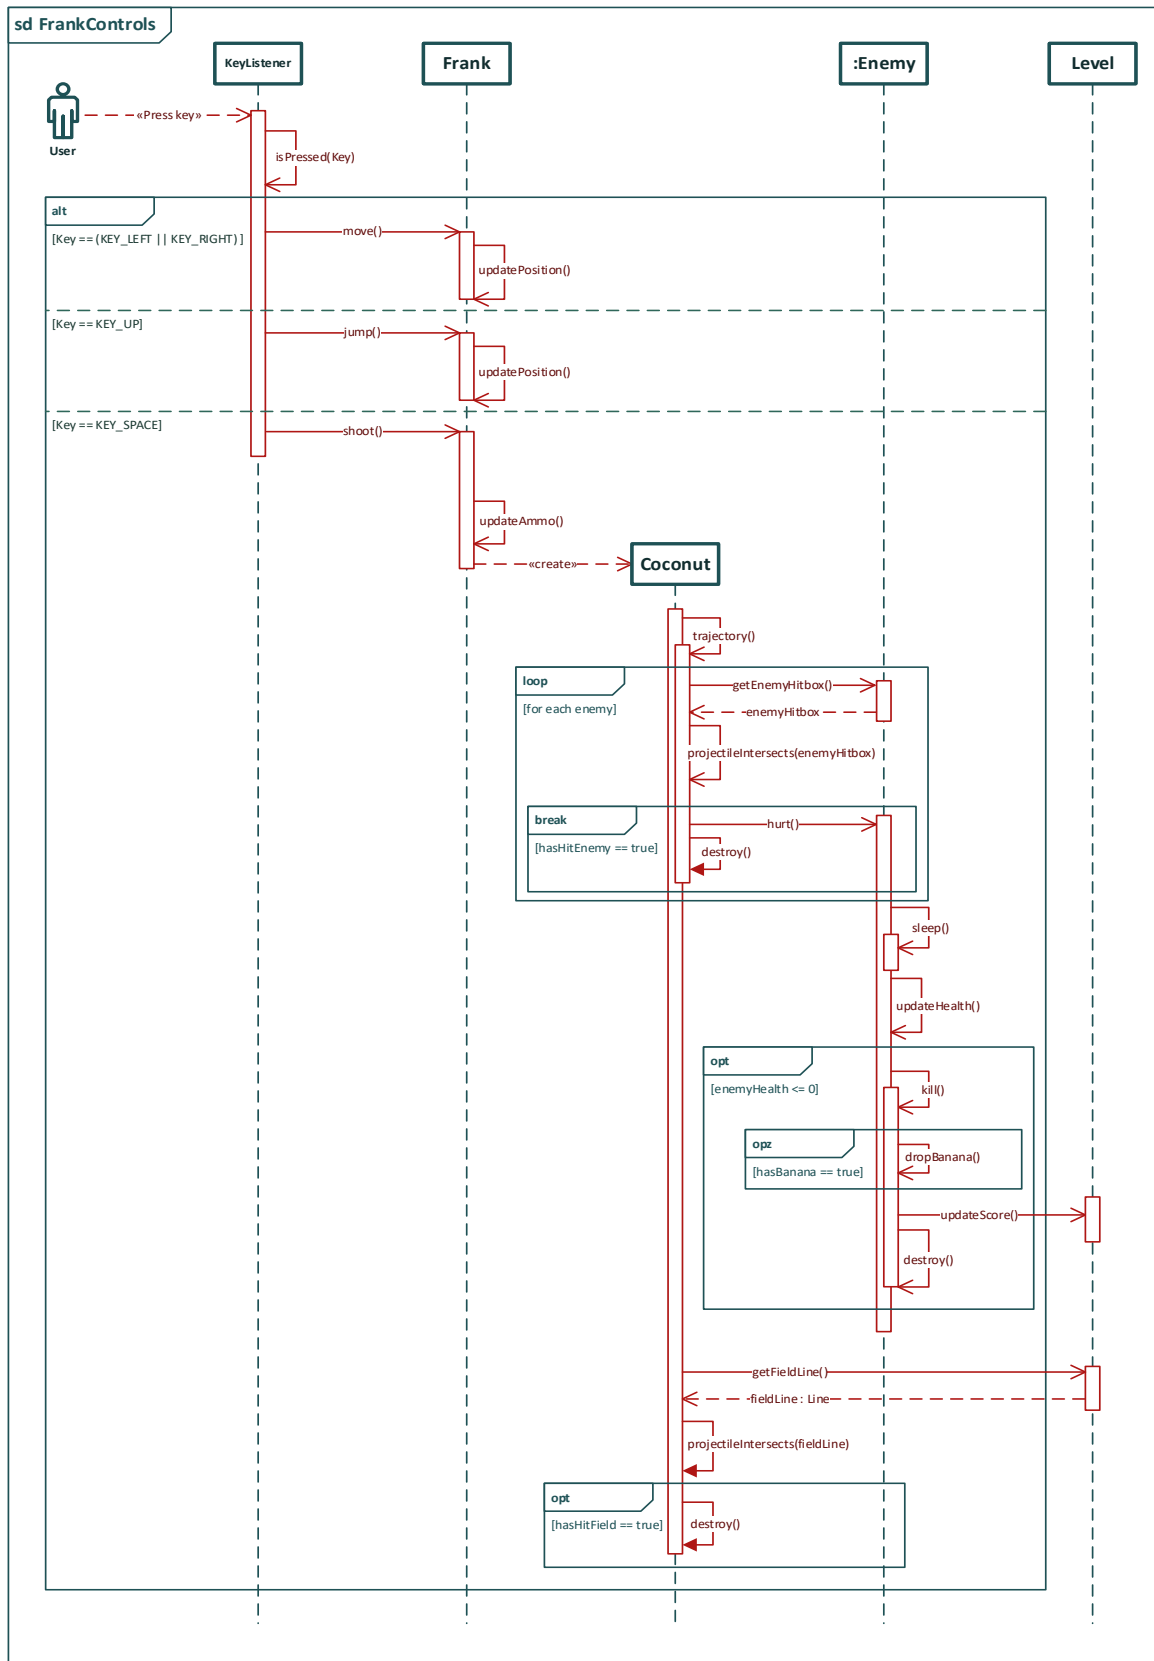 sd FrankControls
KeyListener
Frank
:Enemy
Level
«Press key»
User
isPressed(Key)
alt
[Key == (KEY_LEFT || KEY_RIGHT) ]
move()
updatePosition()
[Key == KEY_UP]
jump()
updatePosition()
[Key == KEY_SPACE]
shoot()
updateAmmo()
«create»
Coconut
trajectory()
loop
[for each enemy]
getEnemyHitbox()
enemyHitbox
projectileIntersects(enemyHitbox)
break
[hasHitEnemy == true]
hurt()
destroy()
sleep()
updateHealth()
opt
[enemyHealth <= 0]
kill()
opz
[hasBanana == true]
dropBanana()
updateScore()
destroy()
getFieldLine()
fieldLine : Line
projectileIntersects(fieldLine)
opt
[hasHitField == true]
destroy()